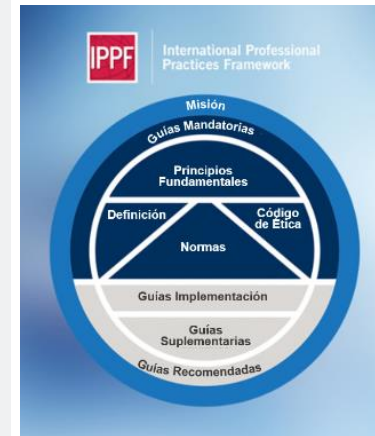 IPPF
International Professional
Practices Framework
Misión
Guías Mandatorias
Principios
Fundamentales
Definición
Código
de Ética
Normas
Guías Implementación
Guías
Suplementarias
Guías Recomendadas